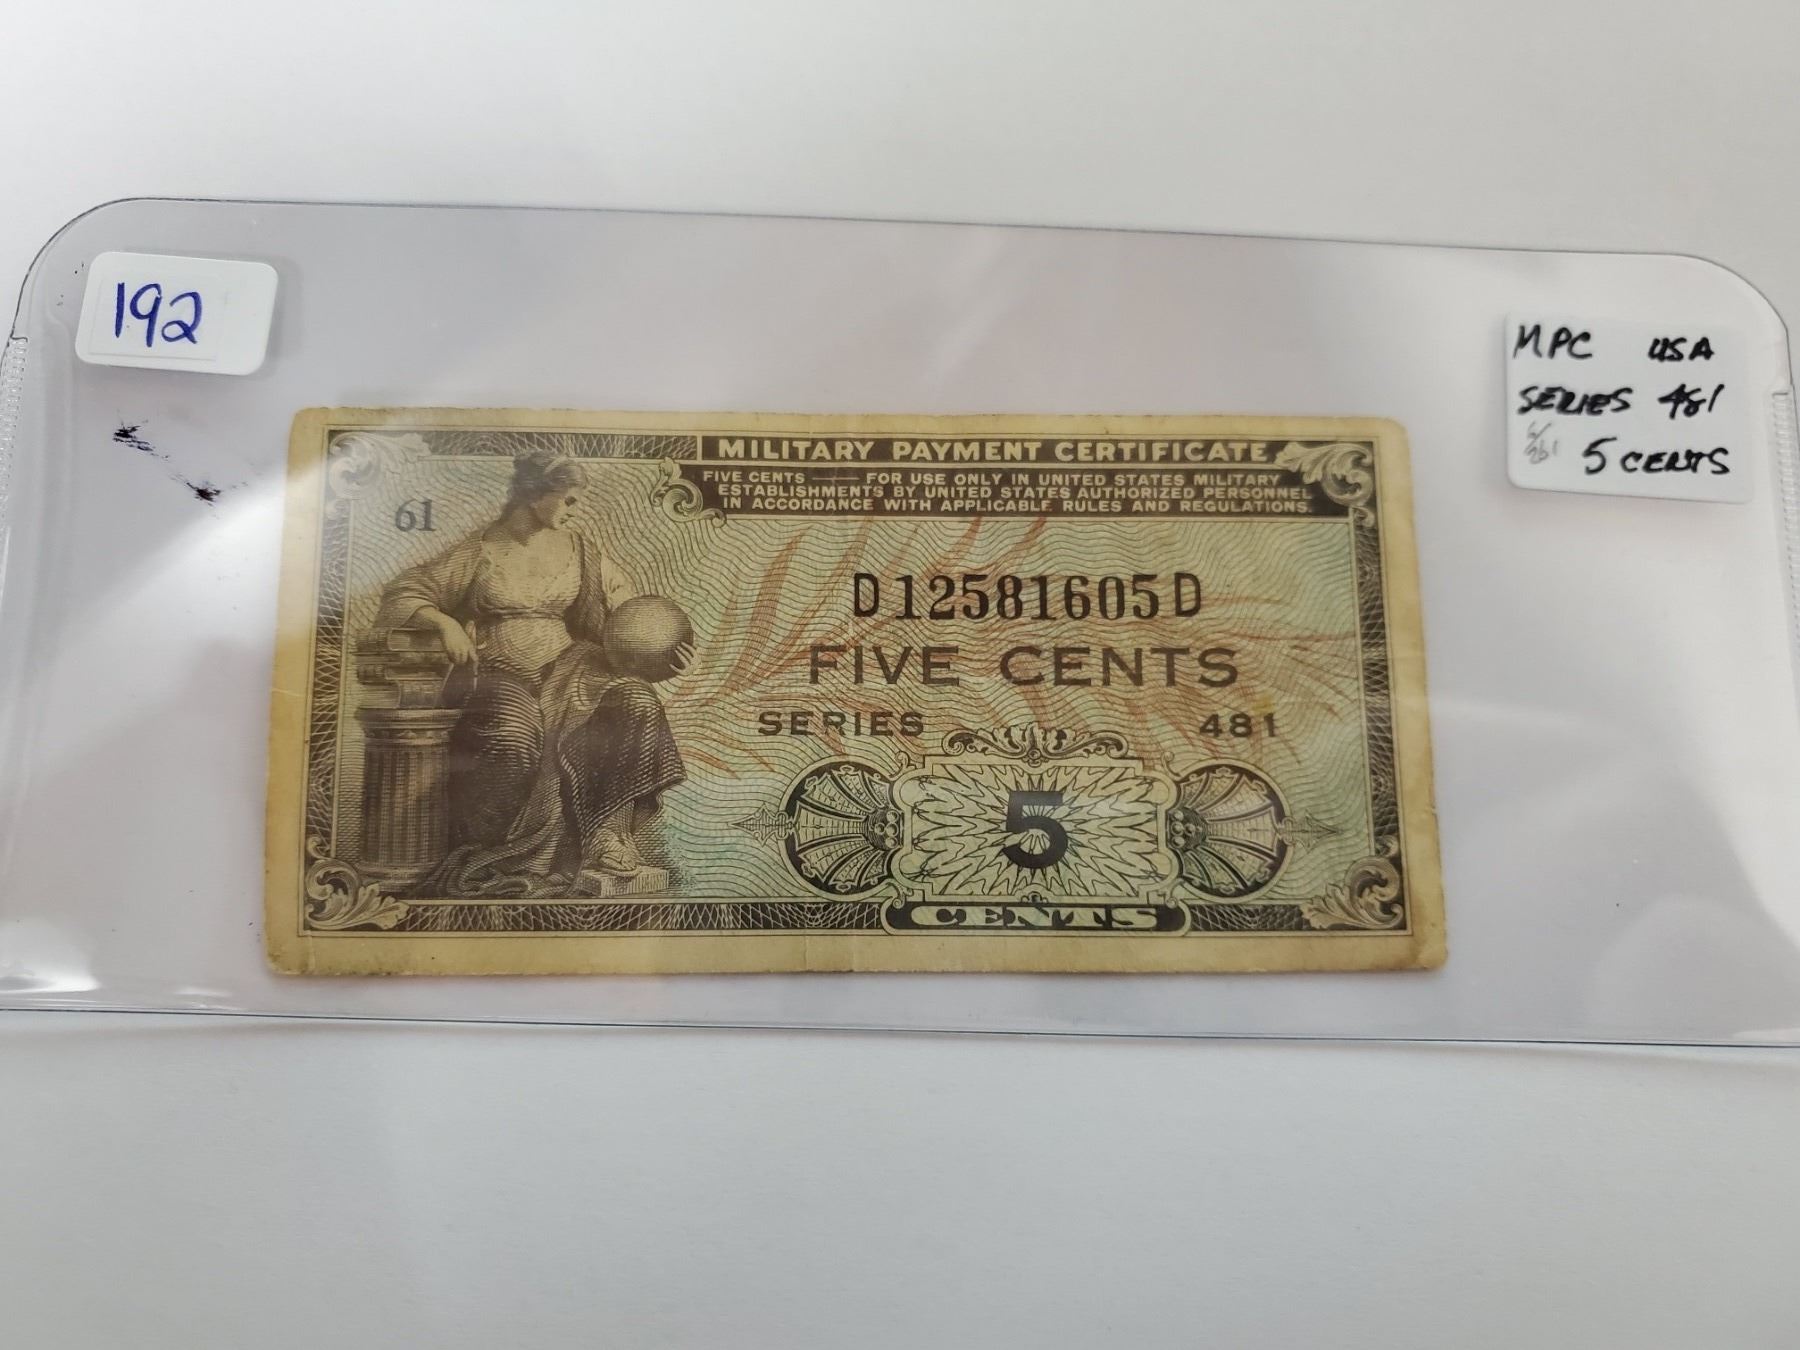 192
MPC USA
SERIES 481
5 CENTS
MILITARY PAYMENT CERTIFICATE
FIVE CENTS — FOR USE ONLY IN UNITED STATES MILITARY
ESTABLISHMENTS BY UNITED STATES AUTHORIZED PERSONNEL
IN ACCORDANCE WITH APPLICABLE RULES AND REGULATIONS.
61
D12581605D
FIVE CENTS
SERIES 481
5
CENTS